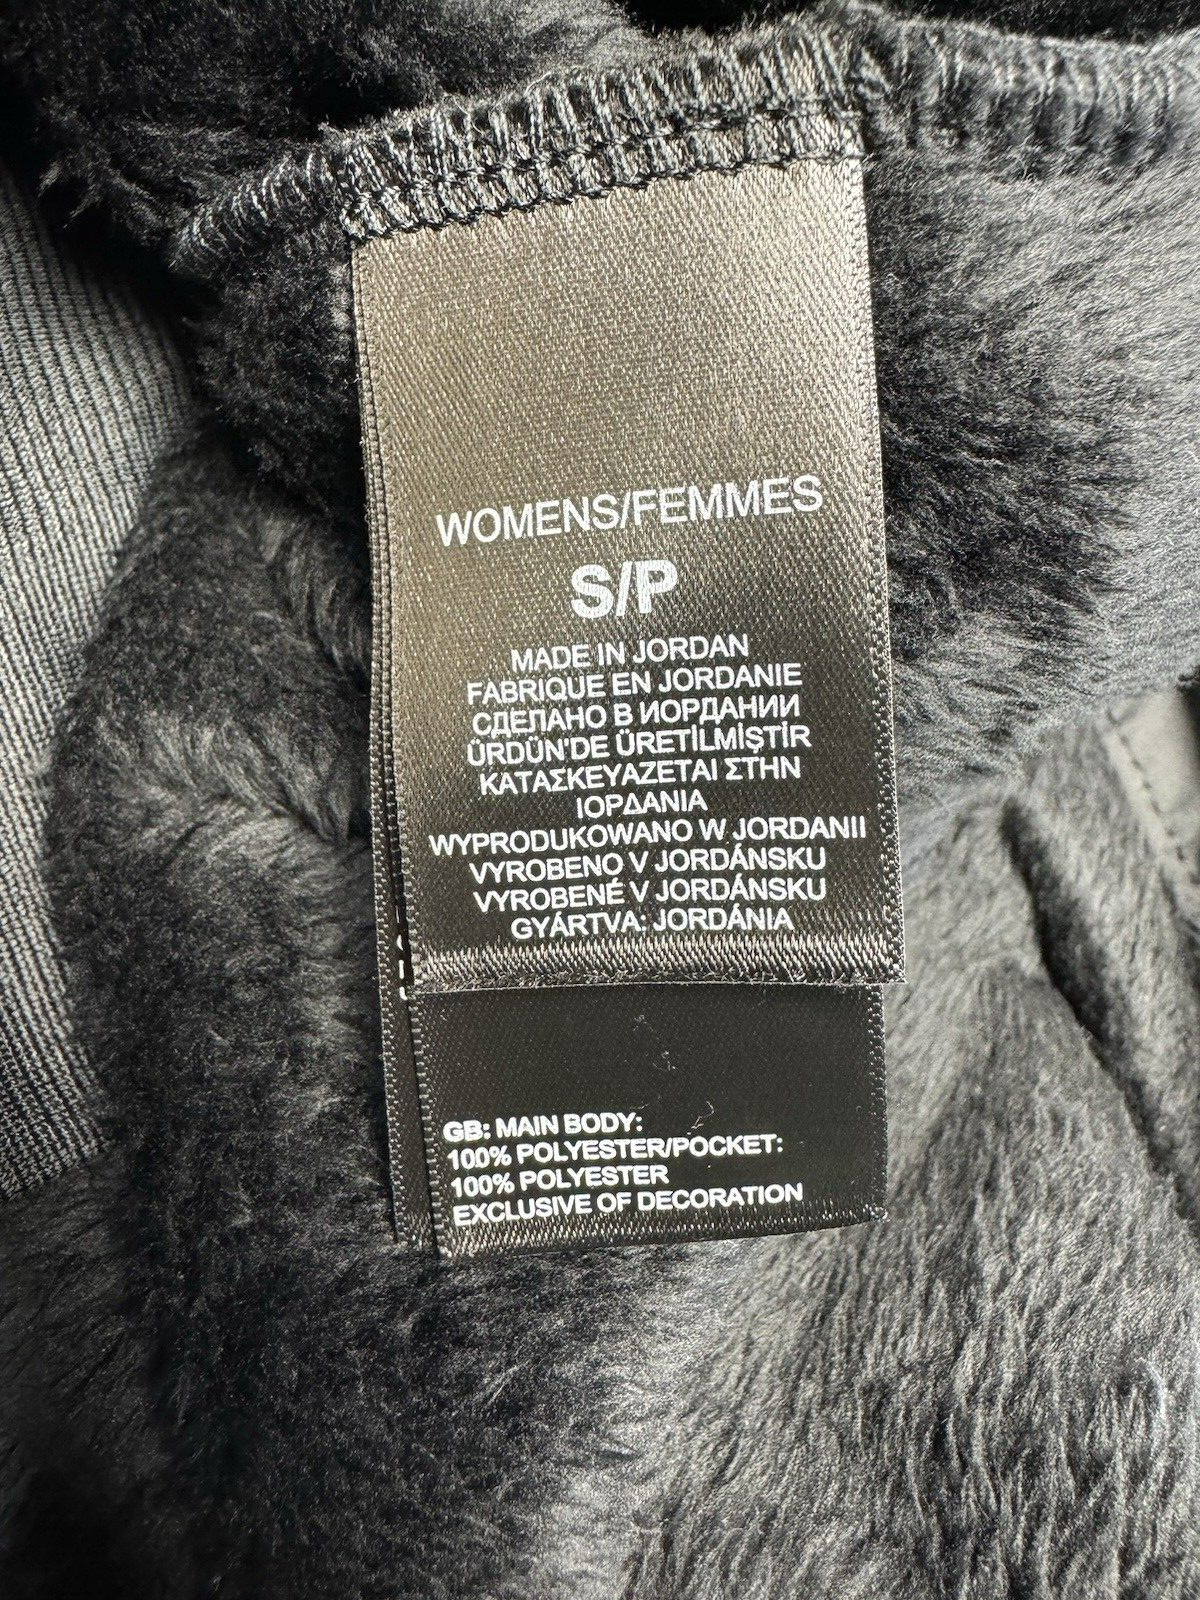 WOMENS/FEMMES
S/P
MADE IN JORDAN
FABRIQUE EN JORDANIE
СДЕЛАНО В ИОРДАНИИ
ÜRDÜN'DE ÜRETİLMİŞTİR
ΚΑΤΑΣΚΕΥΑΖΕΤΑΙ ΣΤΗΝ
ΙΟΡΔΑΝΙΑ
WYPRODUKOWANO W JORDANII
VYROBENO V JORDÁNSKU
VYROBENÉ V JORDÁNSKU
GYÁRTVA: JORDÁNIA
GB: MAIN BODY:
100% POLYESTER/POCKET:
100% POLYESTER
EXCLUSIVE OF DECORATION